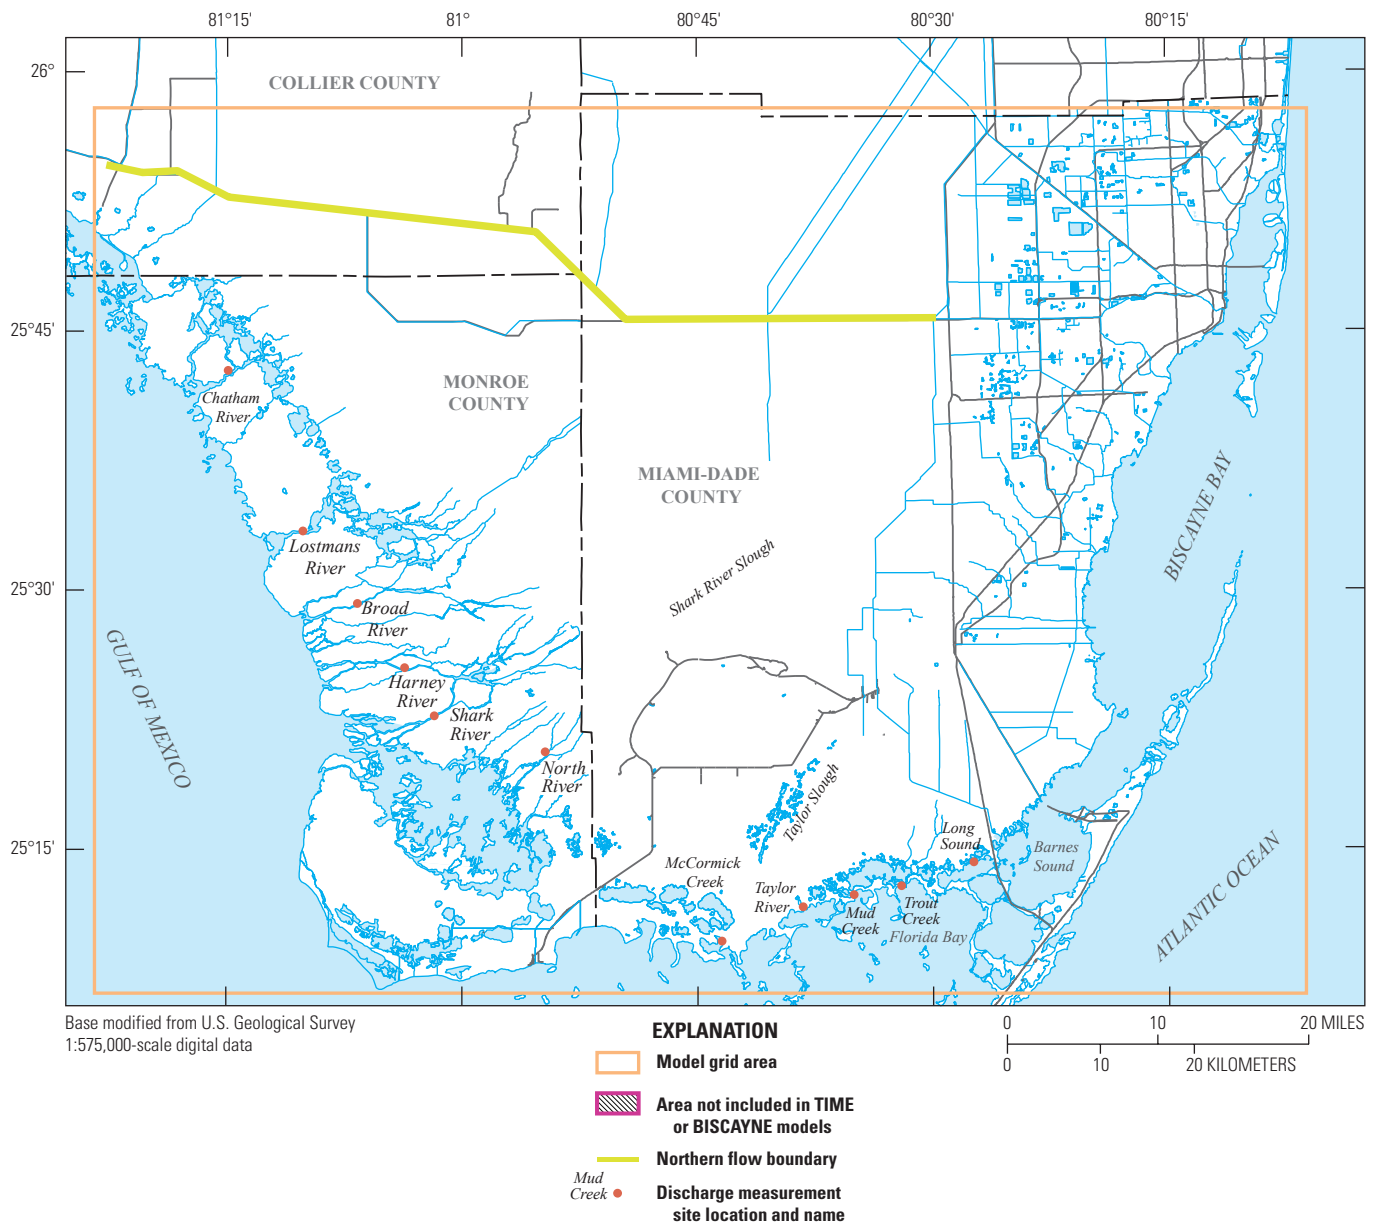 81°15'
81°
80°45'
80°30'
80°15'
26°
COLLIER COUNTY
25°45'
MONROE
COUNTY
Chatham
River
MIAMI-DADE
COUNTY
BISCAYNE BAY
Lostmans
River
Shark River Slough
25°30'
Broad
River
GULF OF MEXICO
Harney
River
Shark
River
North
River
Taylor Slough
25°15'
Long
Sound
Barnes
Sound
McCormick
Creek
Taylor
River
Mud
Creek
Trout
Creek
Florida Bay
ATLANTIC OCEAN
Base modified from U.S. Geological Survey
1:575,000-scale digital data
0 10 20 MILES
0 10 20 KILOMETERS
EXPLANATION
Model grid area
Area not included in TIME
or BISCAYNE models
Northern flow boundary
Mud
Creek
Discharge measurement
site location and name